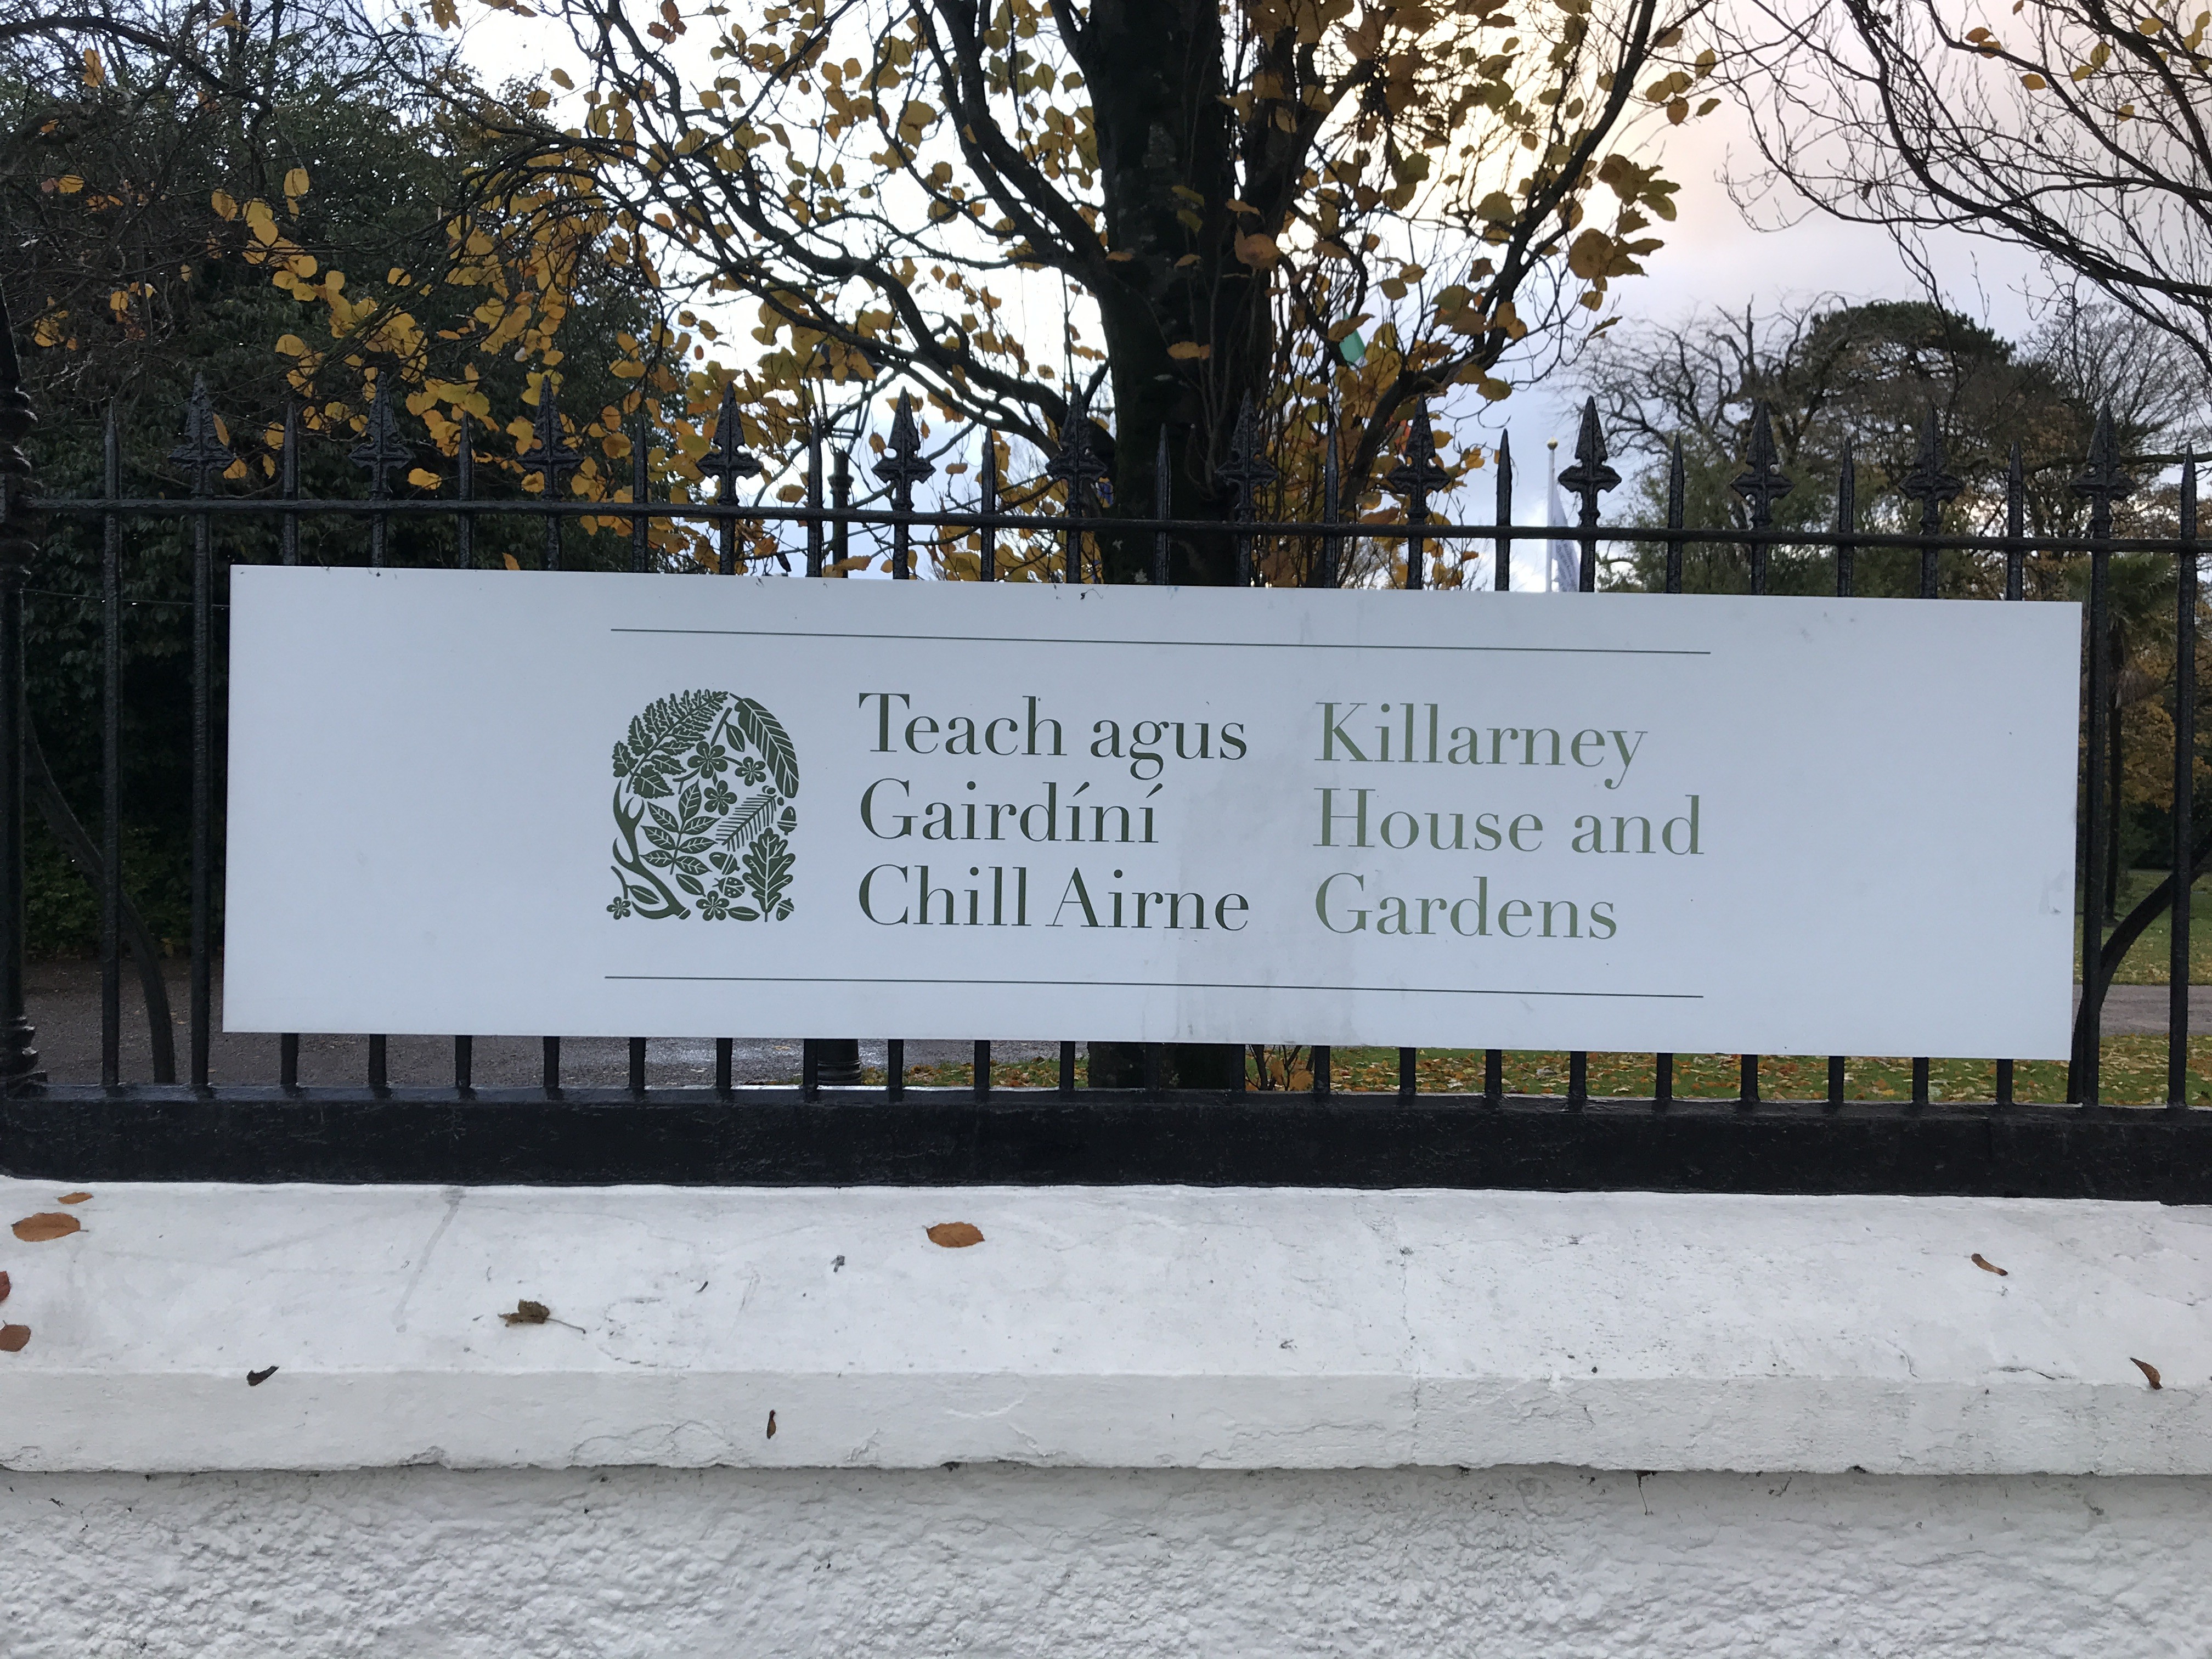 Teach agus
Gairdíní
Chill Airne
Killarney
House and
Gardens